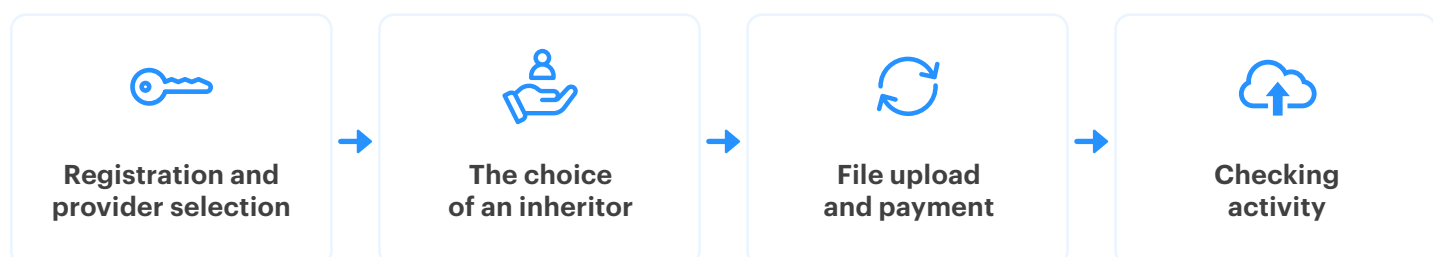 Registration and
provider selection
The choice
of an inheritor
File upload
and payment
Checking
activity